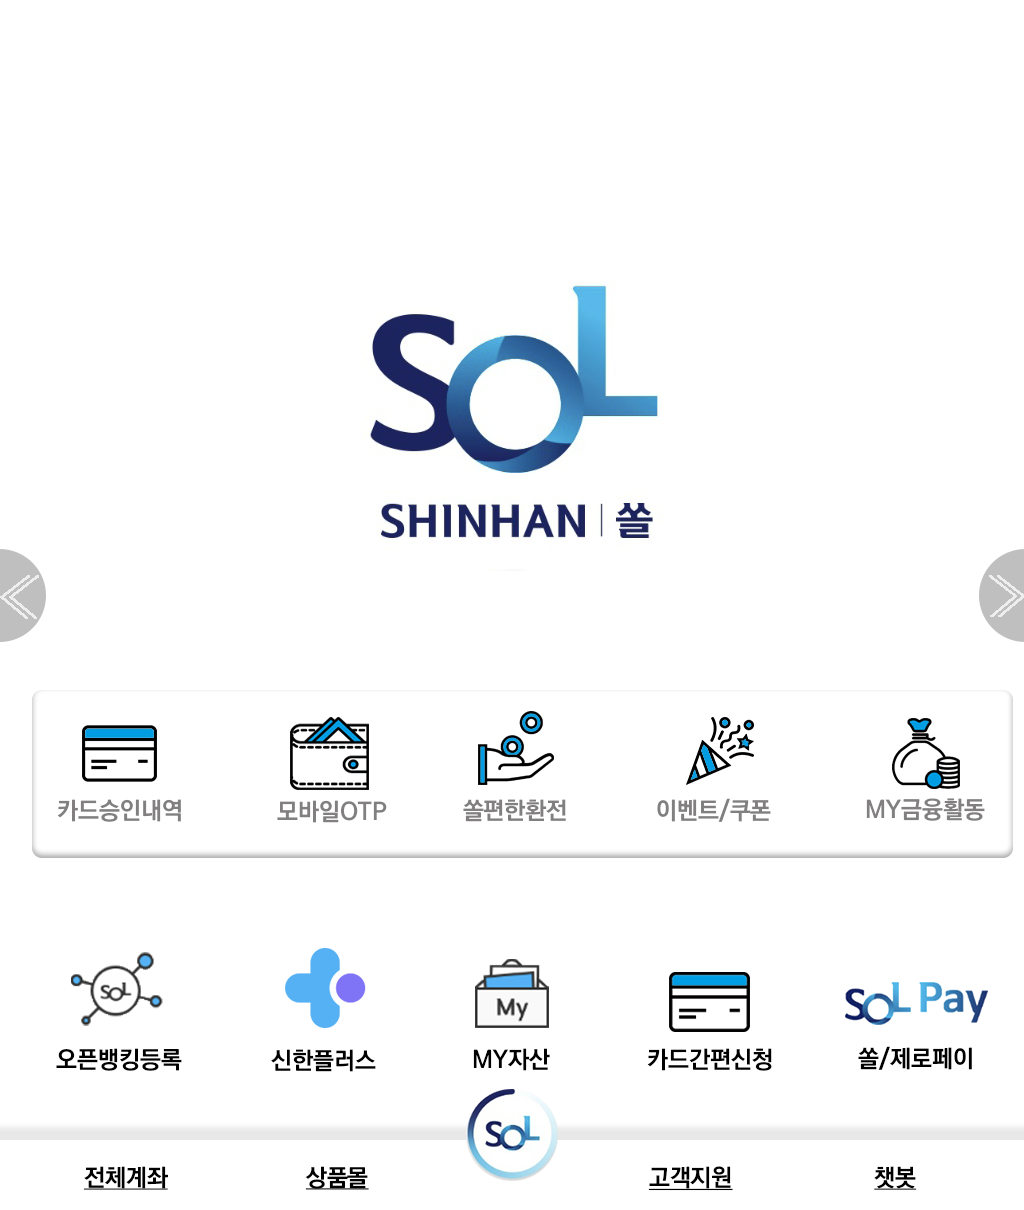 SOL
SHINHAN | 쏠
카드승인내역 모바일OTP 쏠편한환전 이벤트/쿠폰 MY금융활동
SOL My SOL Pay
오픈뱅킹등록 신한플러스 MY자산 카드간편신청 쏠/제로페이
SOL
전체계좌 상품몰 고객지원 챗봇